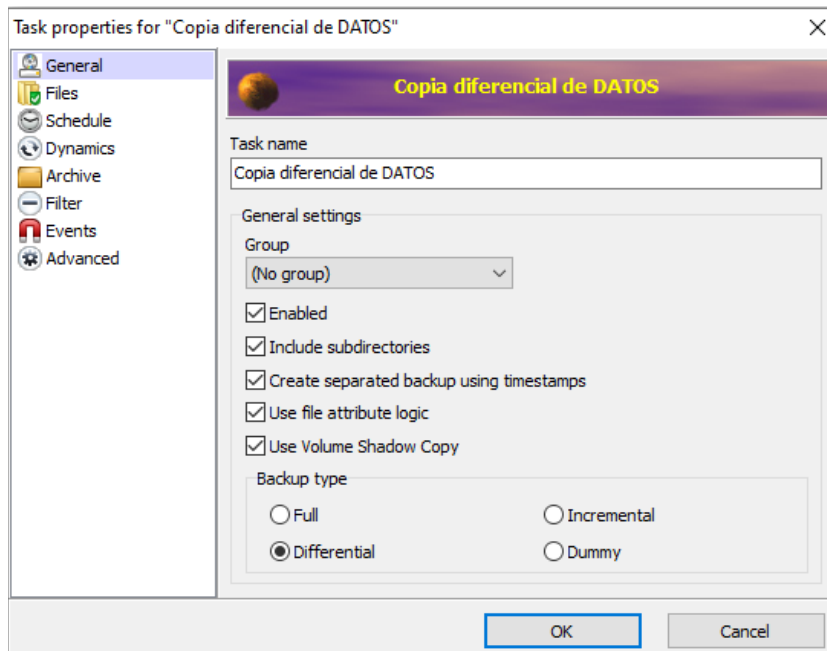 Task properties for "Copia diferencial de DATOS"
General
Files
Schedule
Dynamics
Archive
Filter
Events
Advanced
Copia diferencial de DATOS
Task name
Copia diferencial de DATOS
General settings
Group
(No group)
Enabled
Include subdirectories
Create separated backup using timestamps
Use file attribute logic
Use Volume Shadow Copy
Backup type
Full
Incremental
Differential
Dummy
OK
Cancel